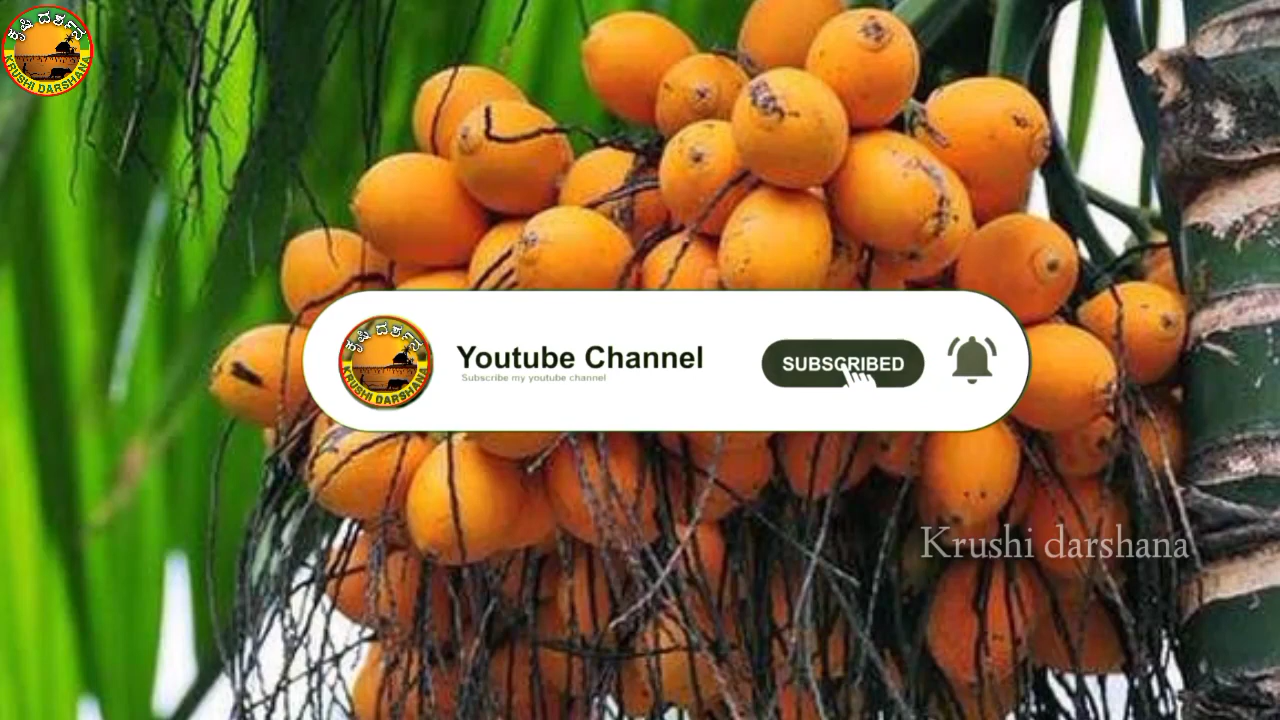 ಕೃಷಿ ದರ್ಶನ
KRUSHI DARSHANA
ಕೃಷಿ ದರ್ಶನ
KRUSHI DARSHANA
Youtube Channel
Subscribe my youtube channel
SUBSCRIBED
Krushi darshana